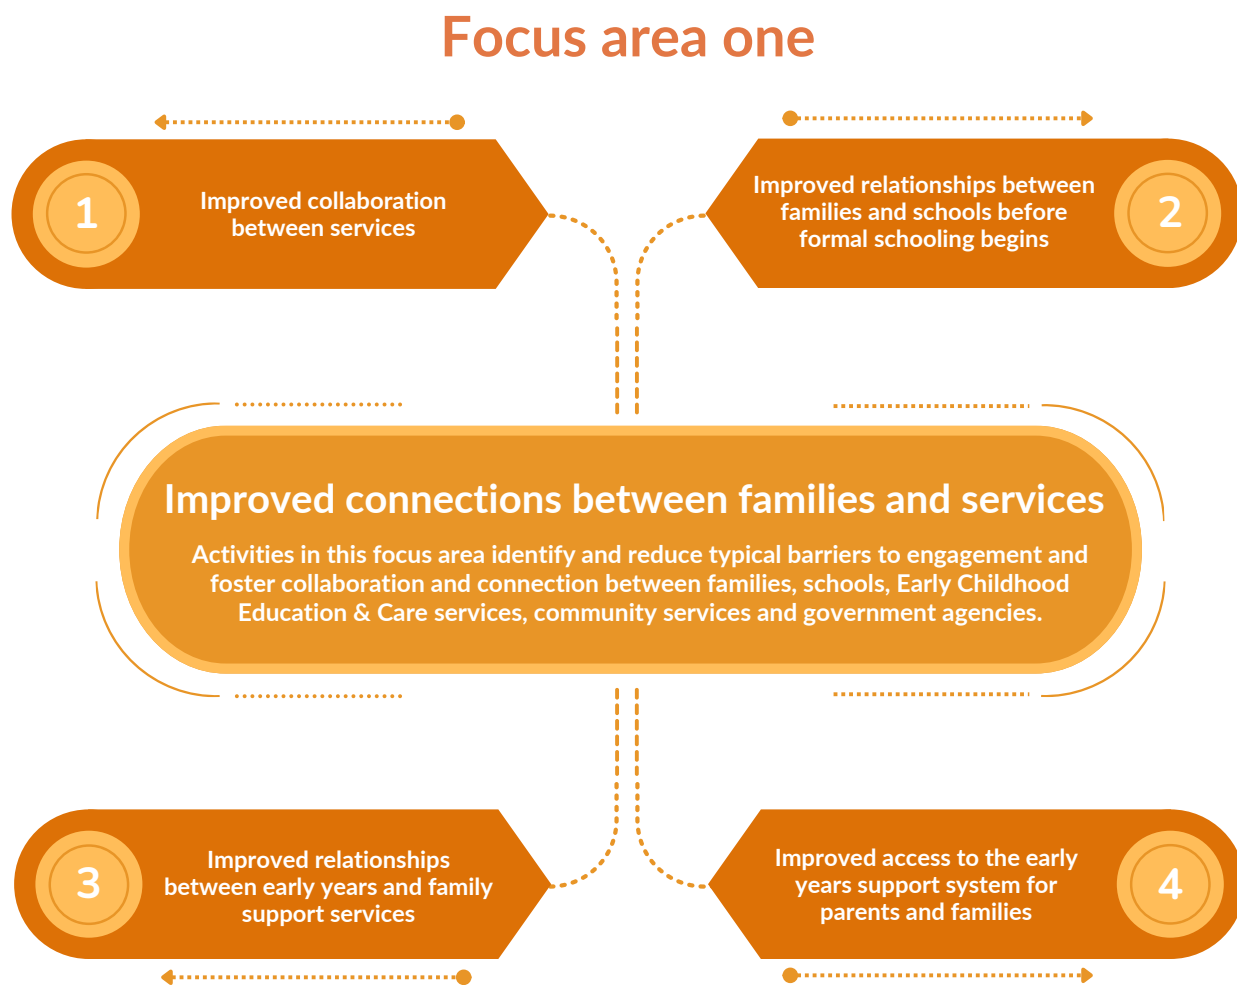 Focus area one
1
Improved collaboration
between services
Improved relationships between
families and schools before
formal schooling begins
2
Improved connections between families and services
Activities in this focus area identify and reduce typical barriers to engagement and
foster collaboration and connection between families, schools, Early Childhood
Education & Care services, community services and government agencies.
3
Improved relationships
between early years and family
support services
Improved access to the early
years support system for
parents and families
4